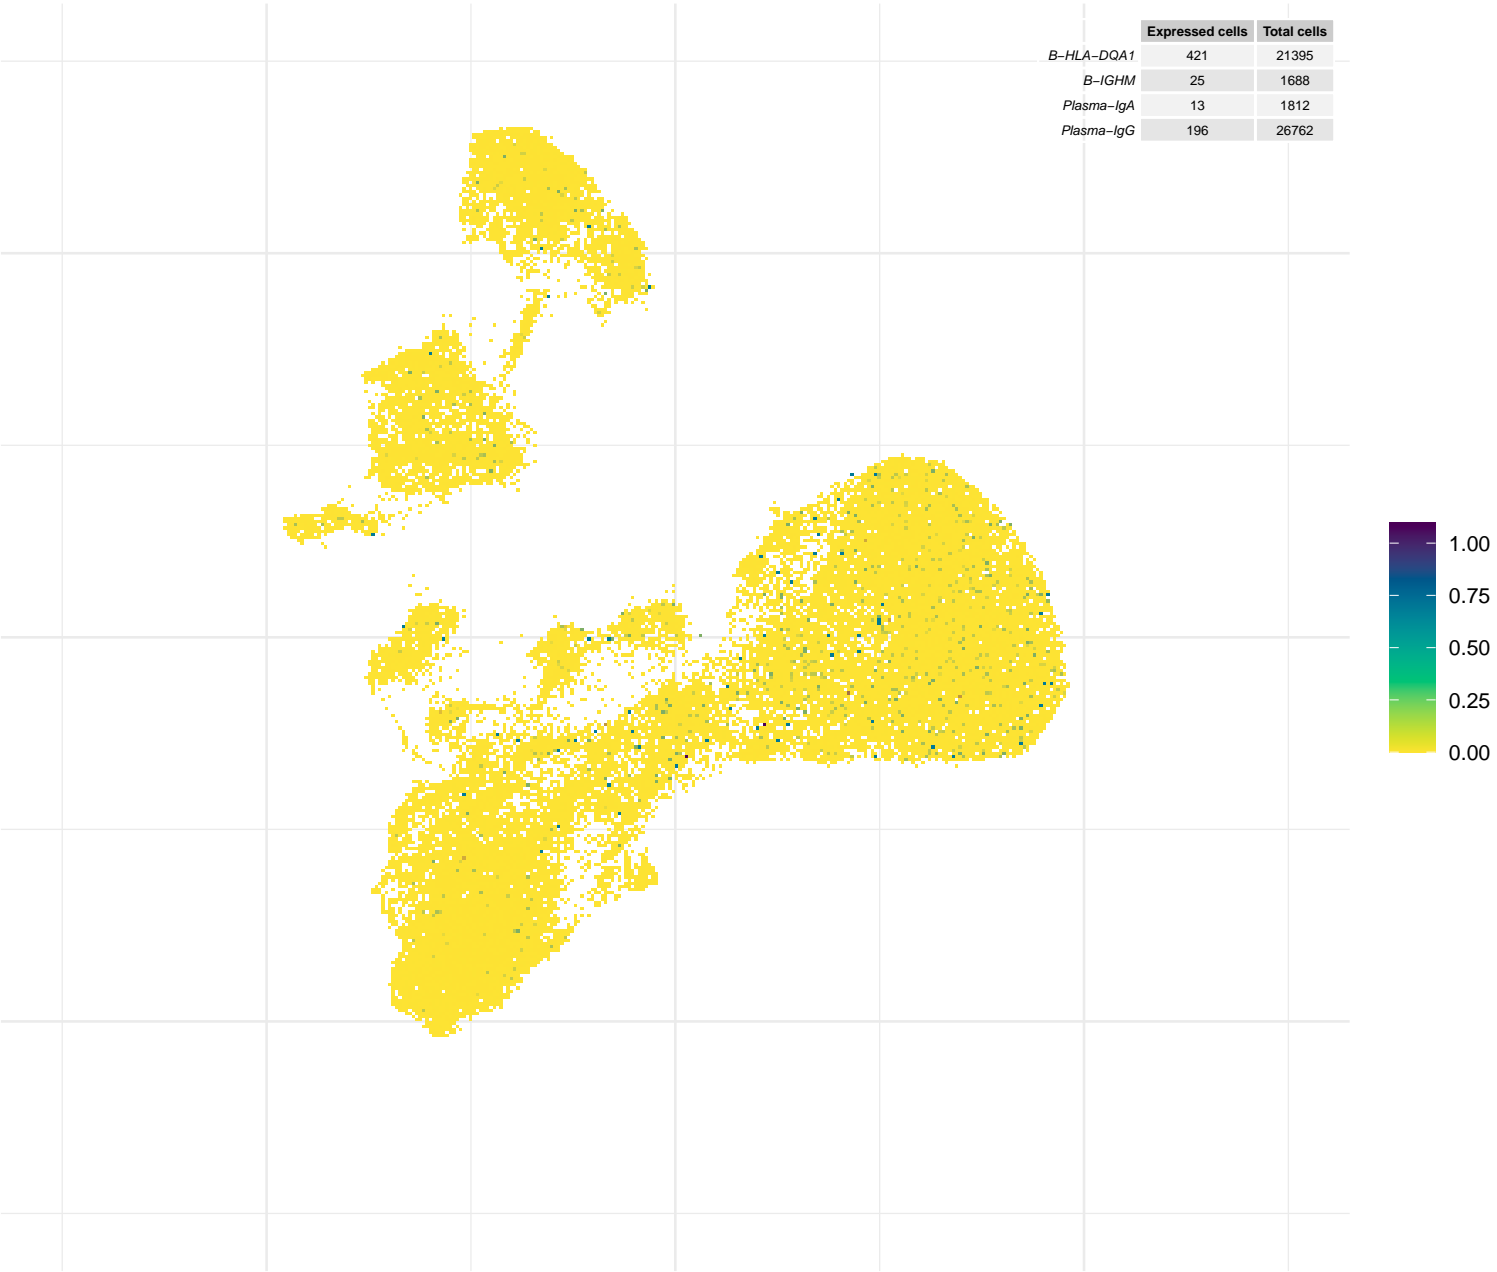 Expressed cells Total cells
B−HLA−DQA1 421 21395
B−IGHM 25 1688
Plasma−IgA 13 1812
Plasma−IgG 196 26762
1.00
0.75
0.50
0.25
0.00